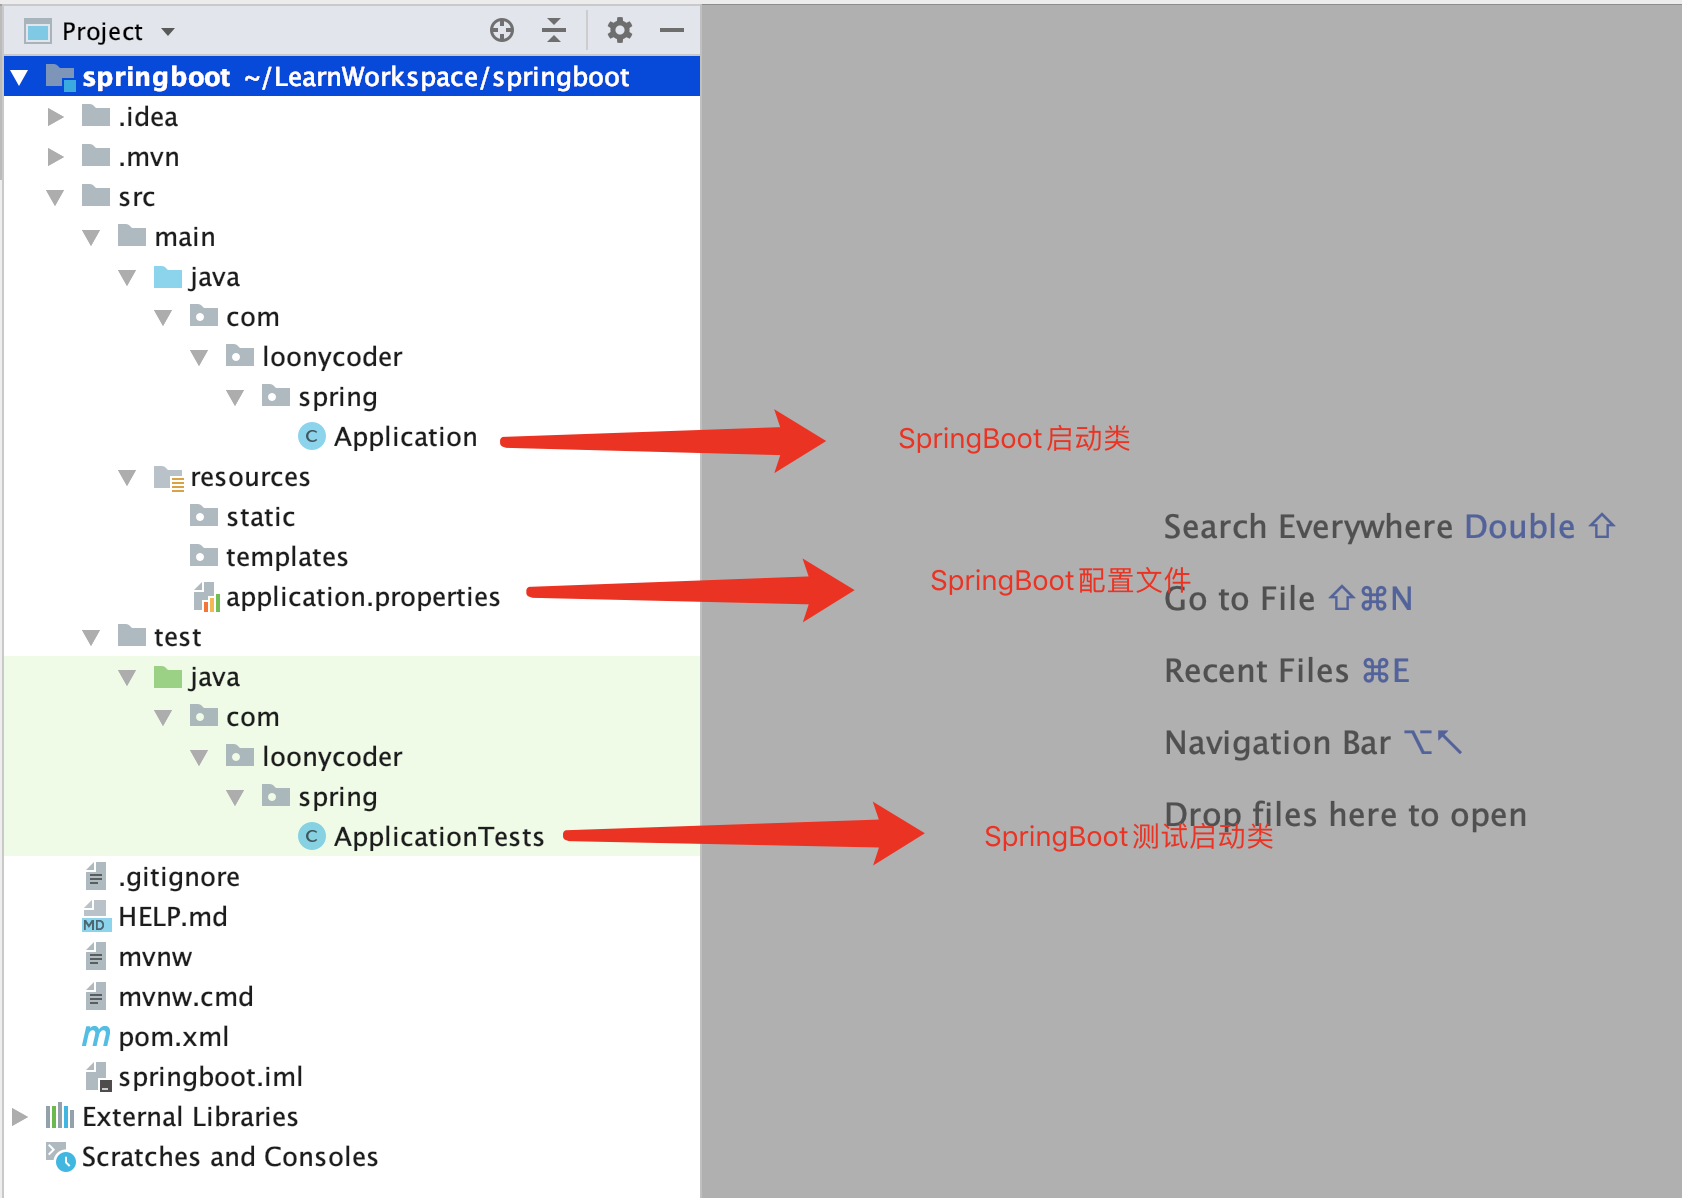 Project
springboot ~/LearnWorkspace/springboot
.idea
.mvn
src
main
java
com
loonycoder
spring
C Application
SpringBoot启动类
resources
static
templates
application.properties
SpringBoot配置文件
test
java
com
loonycoder
spring
C ApplicationTests
SpringBoot测试启动类
.gitignore
MD HELP.md
mvnw
mvnw.cmd
m pom.xml
springboot.iml
External Libraries
Scratches and Consoles
Search Everywhere Double ⇧
Go to File ⇧⌘N
Recent Files ⌘E
Navigation Bar ⌥↖
Drop files here to open